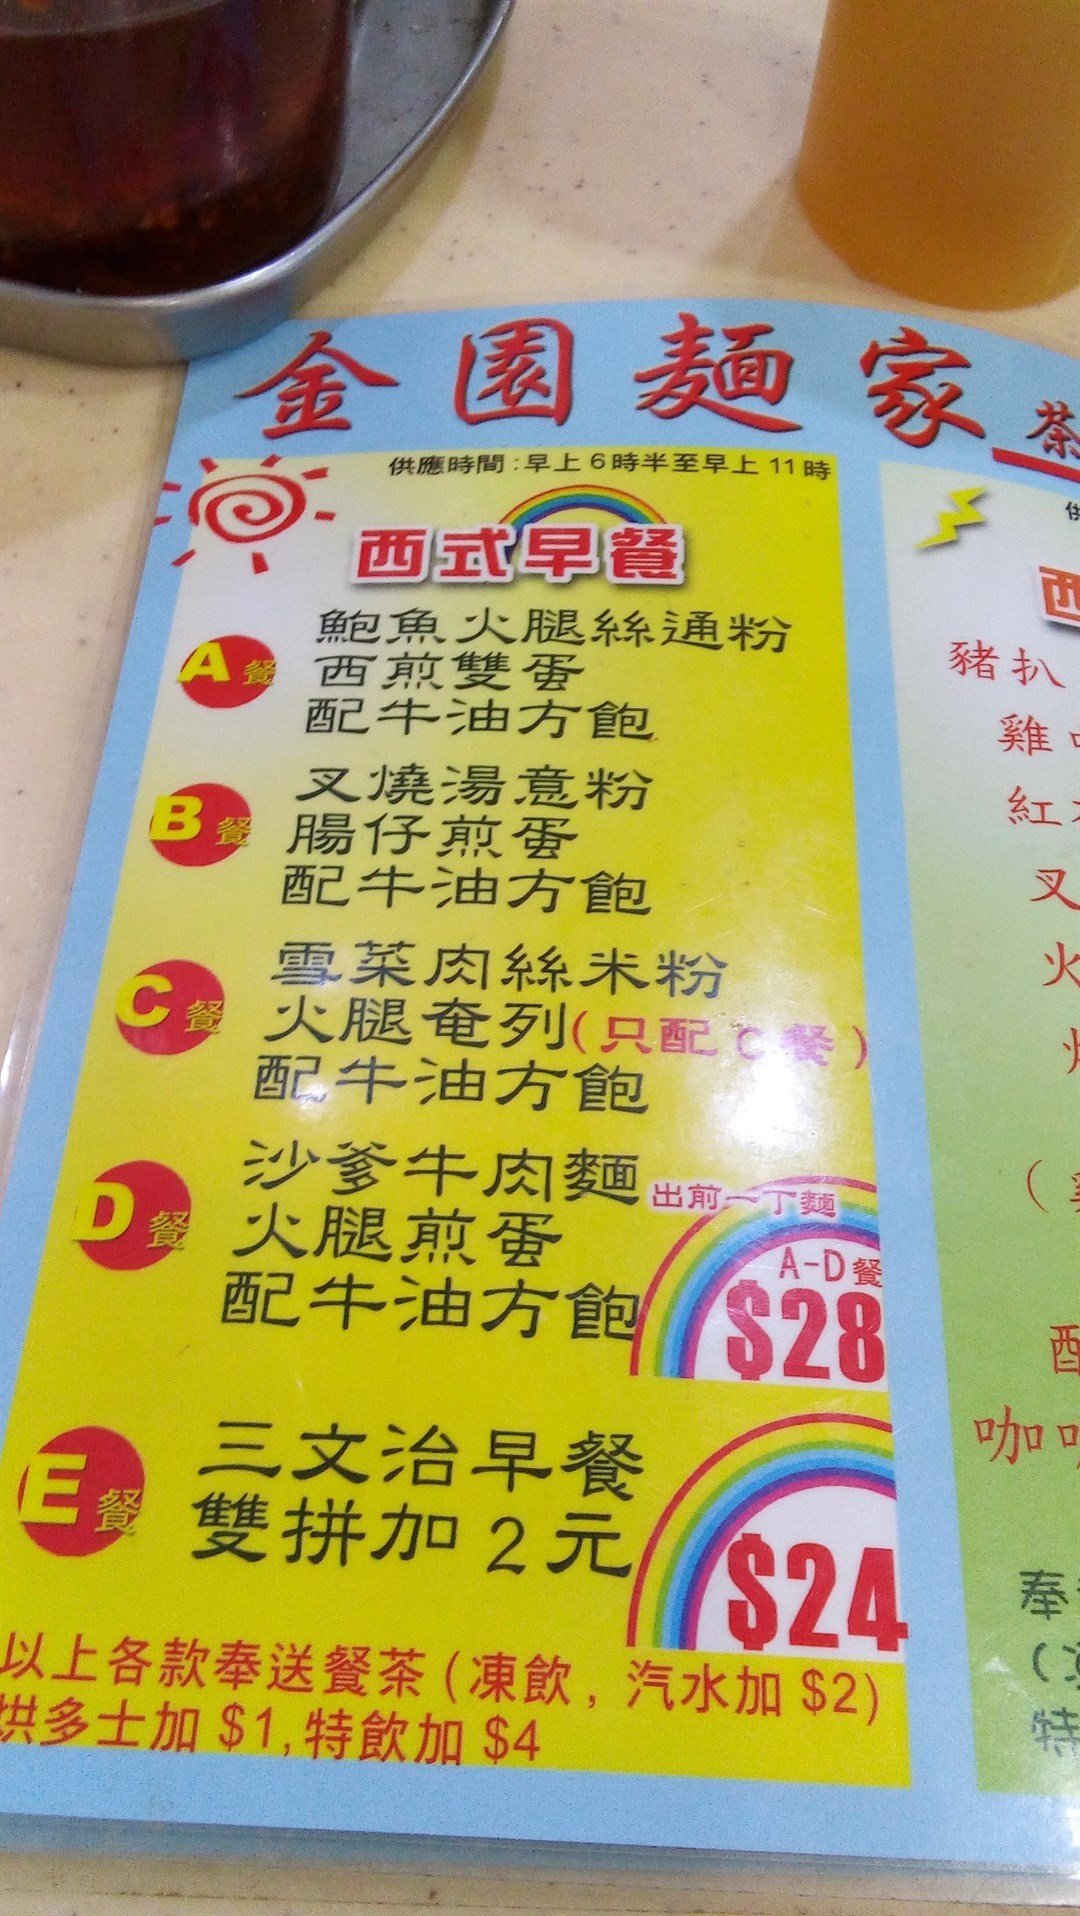 金園麵家 茶
供應時間:早上6時半至早上11時
西式早餐
A餐
鮑魚火腿絲通粉
西煎雙蛋
配牛油方飽
B餐
叉燒湯意粉
腸仔煎蛋
配牛油方飽
C餐
雪菜肉絲米粉
火腿奄列(只配C餐)
配牛油方飽
D餐
沙爹牛肉麵 出前一丁麵
火腿煎蛋
配牛油方飽
A-D餐
$28
E餐
三文治早餐
雙拼加2元
$24
以上各款奉送餐茶(凍飲, 汽水加$2)
烘多士加$1,特飲加$4
豬扒
雞
紅
叉
火
配
咖
奉
特